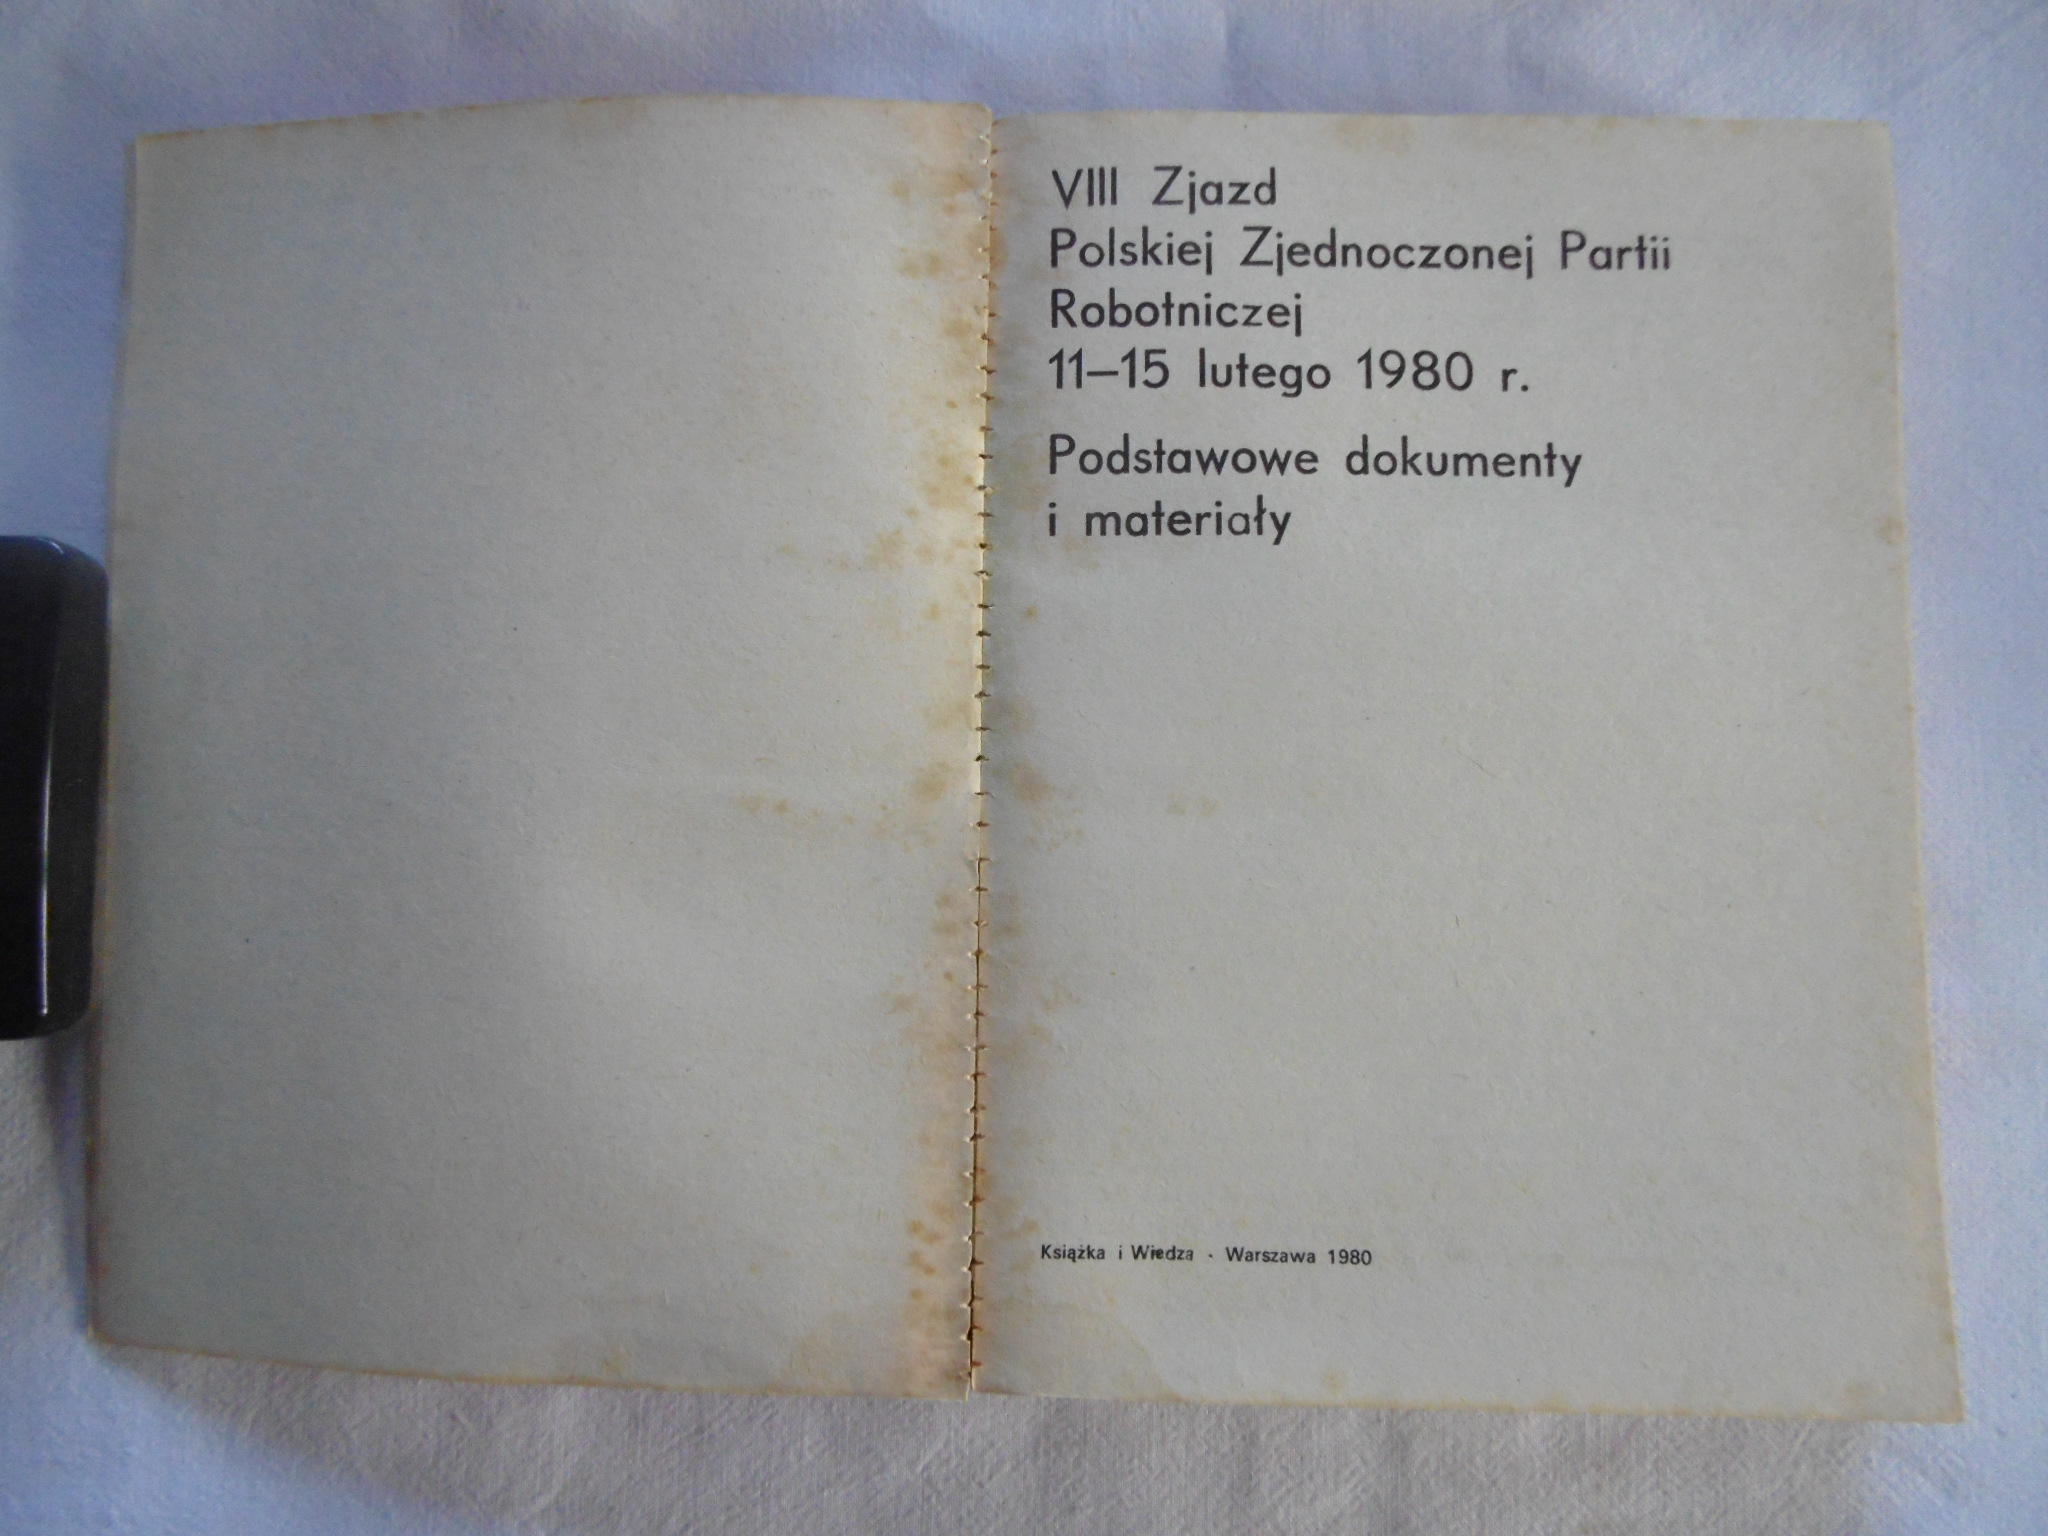 VIII Zjazd
Polskiej Zjednoczonej Partii
Robotniczej
11—15 lutego 1980 r.
Podstawowe dokumenty
i materiały
Książka i Wiedza · Warszawa 1980